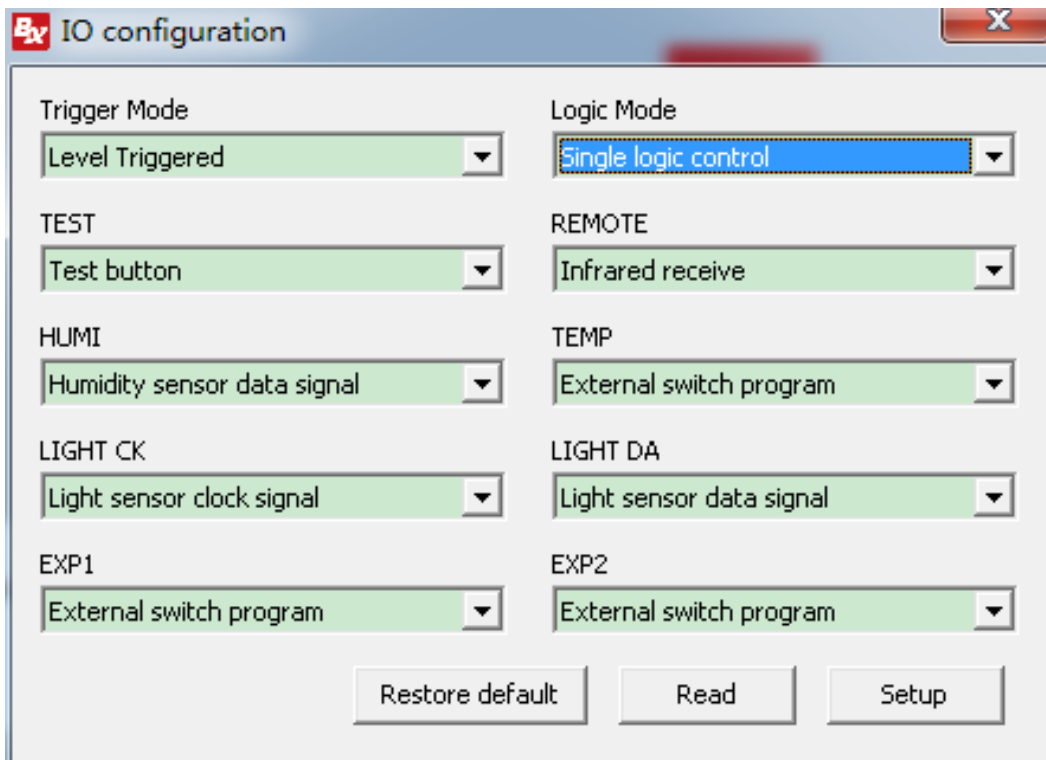 BX IO configuration
Trigger Mode Logic Mode
Level Triggered Single logic control
TEST REMOTE
Test button Infrared receive
HUMI TEMP
Humidity sensor data signal External switch program
LIGHT CK LIGHT DA
Light sensor clock signal Light sensor data signal
EXP1 EXP2
External switch program External switch program
Restore default Read Setup